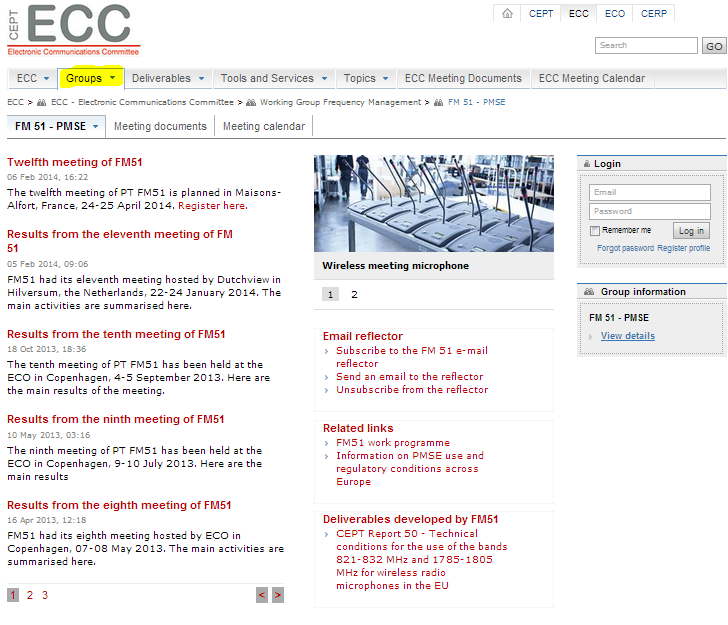 CEPT
ECC
Electronic Communications Committee
CEPT ECC ECO CERP
Search GO
ECC Groups Deliverables Tools and Services Topics ECC Meeting Documents ECC Meeting Calendar
ECC > ECC - Electronic Communications Committee > Working Group Frequency Management > FM 51 - PMSE
FM 51 - PMSE Meeting documents Meeting calendar
Twelfth meeting of FM51
06 Feb 2014, 16:22
The twelfth meeting of PT FM51 is planned in Maisons-
Alfort, France, 24-25 April 2014. Register here.
Results from the eleventh meeting of FM
51
05 Feb 2014, 09:06
FM51 had its eleventh meeting hosted by Dutchview in
Hilversum, the Netherlands, 22-24 January 2014. The
main activities are summarised here.
Results from the tenth meeting of FM51
18 Oct 2013, 18:36
The tenth meeting of PT FM51 has been held at the
ECO in Copenhagen, 4-5 September 2013. Here are
the main results of the meeting.
Results from the ninth meeting of FM51
10 May 2013, 03:16
The ninth meeting of PT FM51 has been held at the
ECO in Copenhagen, 9-10 July 2013. Here are the
main results
Results from the eighth meeting of FM51
16 Apr 2013, 12:18
FM51 had its eighth meeting hosted by ECO in
Copenhagen, 07-08 May 2013. The main activities are
summarised here.
1 2 3 < >
Wireless meeting microphone
1 2
Email reflector
Subscribe to the FM 51 e-mail
reflector
Send an email to the reflector
Unsubscribe from the reflector
Related links
FM51 work programme
Information on PMSE use and
regulatory conditions across
Europe
Deliverables developed by FM51
CEPT Report 50 - Technical
conditions for the use of the bands
821-832 MHz and 1785-1805
MHz for wireless radio
microphones in the EU
Login
Email
Password
Remember me Log in
Forgot password Register profile
Group information
FM 51 - PMSE
View details